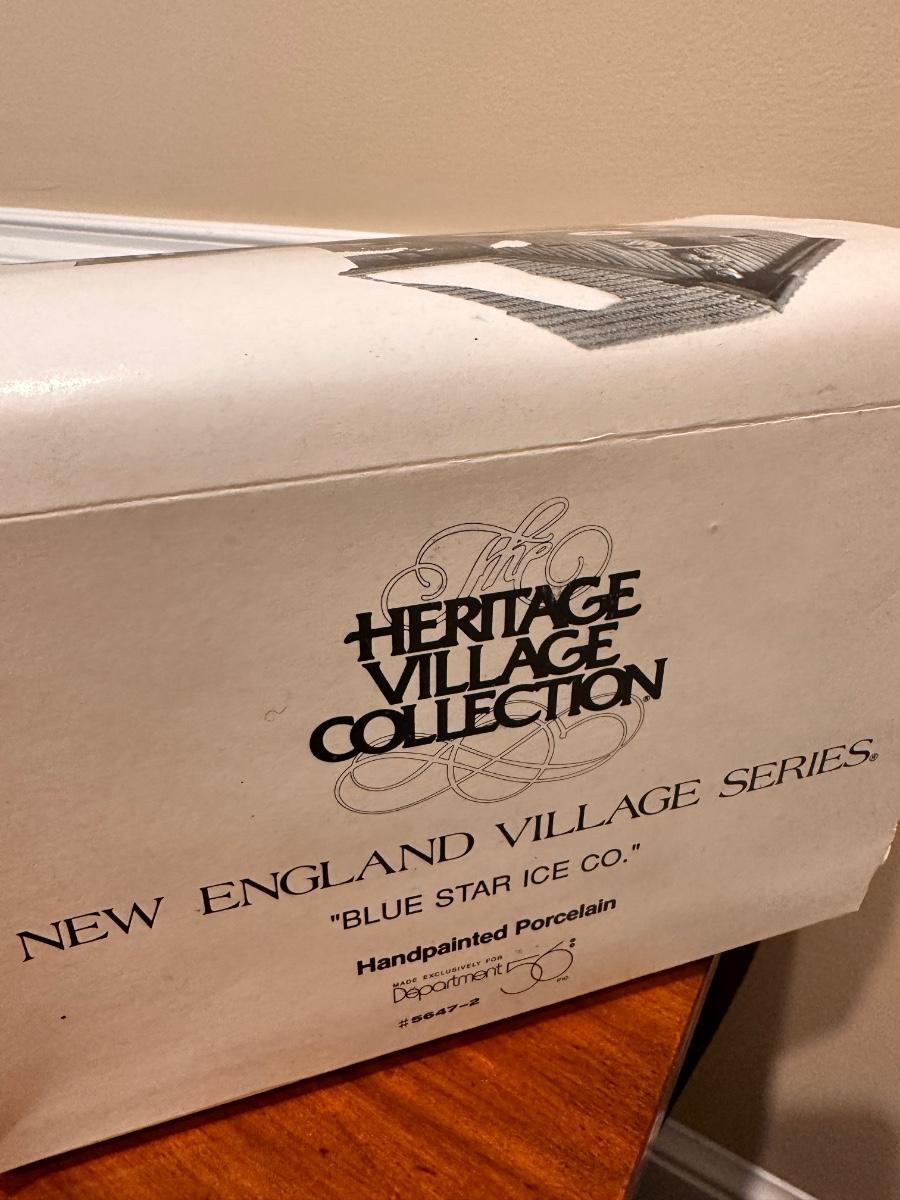 The
HERITAGE
VILLAGE
COLLECTION®
NEW ENGLAND VILLAGE SERIES®
"BLUE STAR ICE CO."
Handpainted Porcelain
MADE EXCLUSIVELY FOR
Department 56® INC.
#5647-2